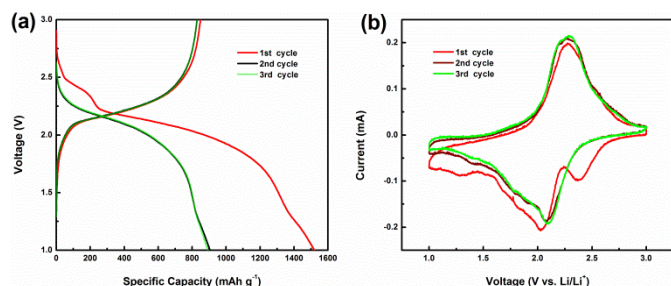 (a)
3.0
2.5
2.0
1.5
1.0
Voltage (V)
1st cycle
2nd cycle
3rd cycle
0 200 400 600 800 1000 1200 1400 1600
Specific Capacity (mAh g⁻¹)
(b)
0.2
0.1
0.0
-0.1
-0.2
Current (mA)
1st cycle
2nd cycle
3rd cycle
1.0 1.5 2.0 2.5 3.0
Voltage (V vs. Li/Li⁺)